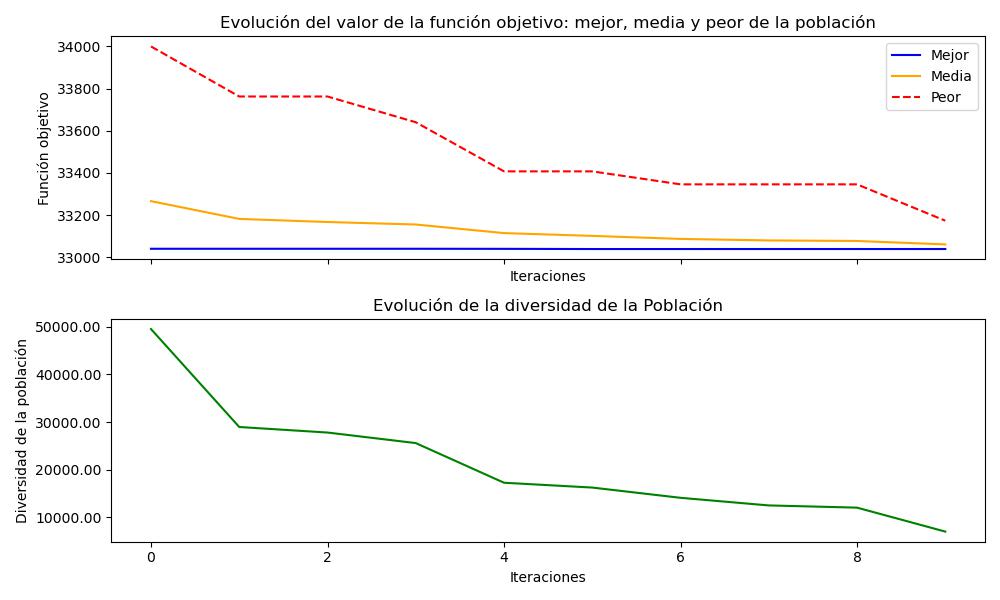 Evolución del valor de la función objetivo: mejor, media y peor de la población
34000
33800
33600
33400
33200
33000
Función objetivo
Mejor
Media
Peor
Iteraciones
Evolución de la diversidad de la Población
50000.00
40000.00
30000.00
20000.00
10000.00
Diversidad de la población
0 2 4 6 8
Iteraciones